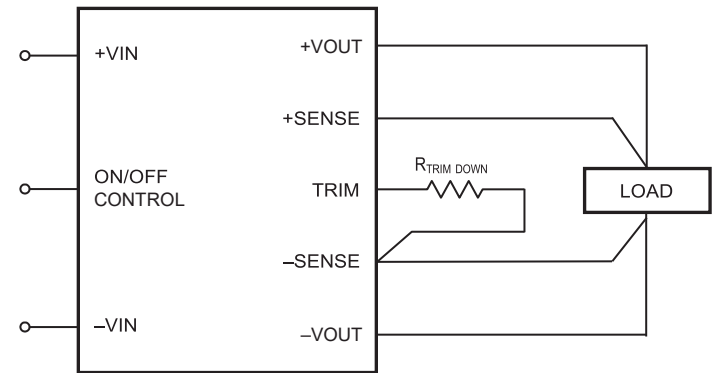 +VIN
ON/OFF
CONTROL
–VIN
+VOUT
+SENSE
TRIM
–SENSE
–VOUT
RTRIM DOWN
LOAD